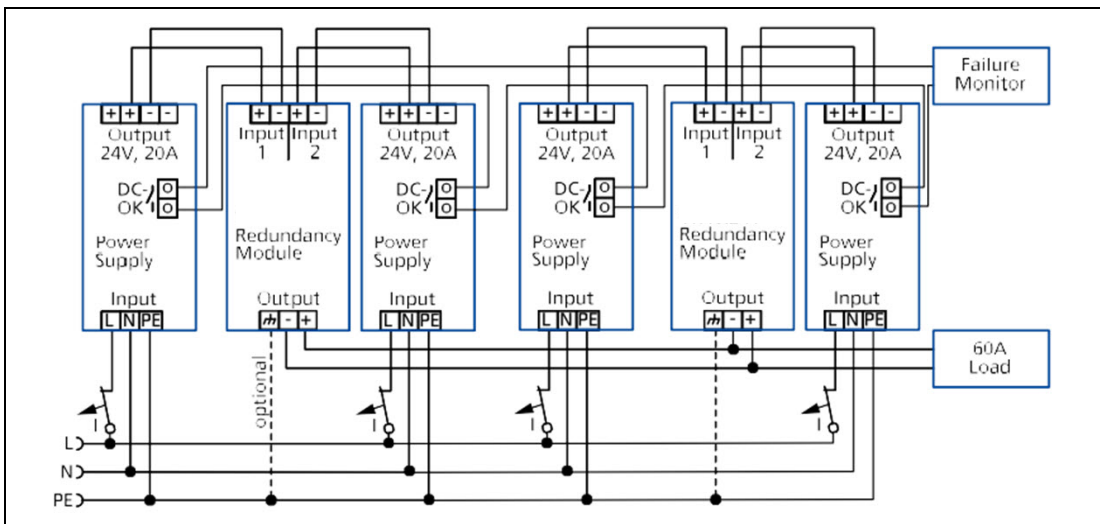 Failure
Monitor
+ + - -
Output
24V, 20A
DC-
OK
Power
Supply
Input
L N PE
+ - + -
Input Input
1 2
Redundancy
Module
Output
- +
optional
+ + - -
Output
24V, 20A
DC-
OK
Power
Supply
Input
L N PE
+ + - -
Output
24V, 20A
DC-
OK
Power
Supply
Input
L N PE
+ - + -
Input Input
1 2
Redundancy
Module
Output
- +
+ + - -
Output
24V, 20A
DC-
OK
Power
Supply
Input
L N PE
60A
Load
I
I
I
I
L
N
PE